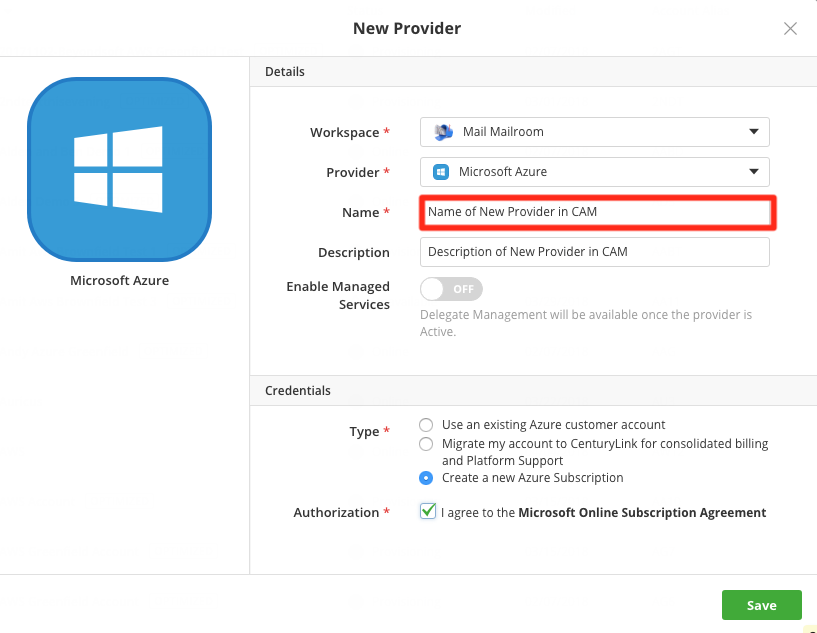 New Provider
Microsoft Azure
Details
Workspace *
Mail Mailroom
Provider *
Microsoft Azure
Name *
Name of New Provider in CAM
Description
Description of New Provider in CAM
Enable Managed
Services
OFF
Delegate Management will be available once the provider is
Active.
Credentials
Type *
Use an existing Azure customer account
Migrate my account to CenturyLink for consolidated billing
and Platform Support
Create a new Azure Subscription
Authorization *
I agree to the Microsoft Online Subscription Agreement
Save